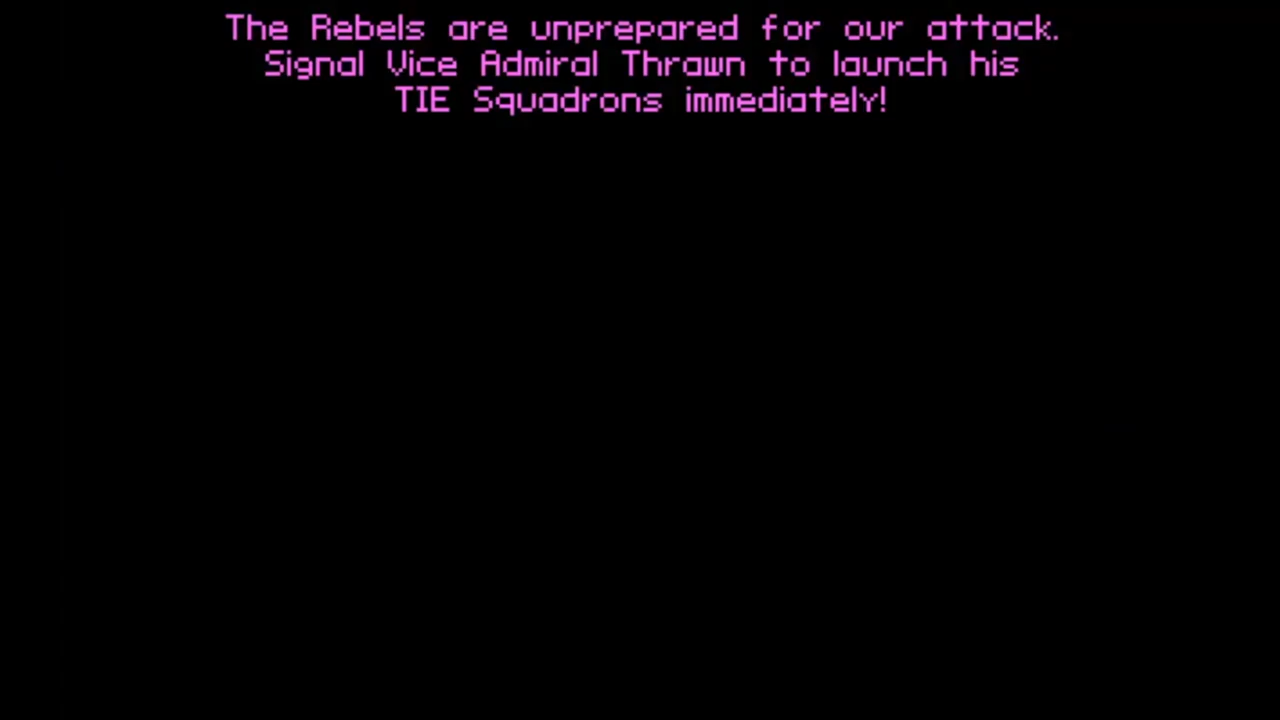 The Rebels are unprepared for our attack.
Signal Vice Admiral Thrawn to launch his
TIE Squadrons immediately!